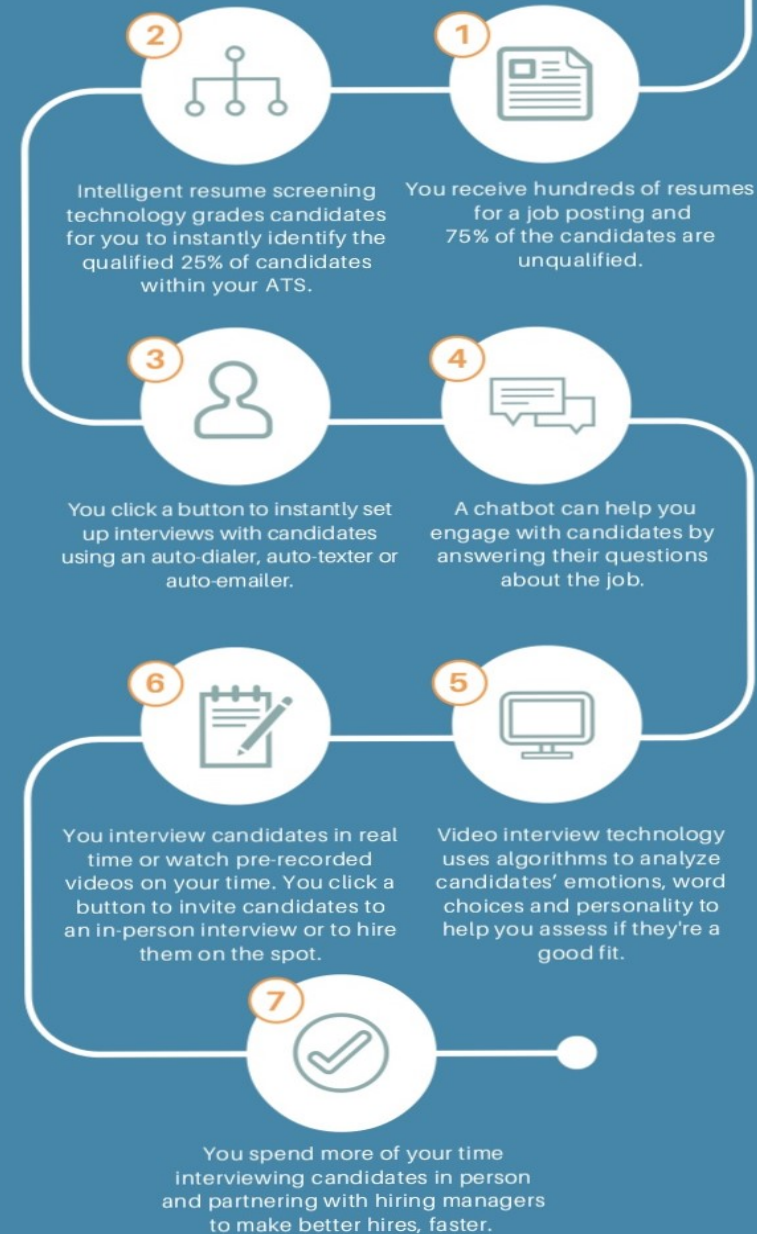 1
You receive hundreds of resumes
for a job posting and
75% of the candidates are
unqualified.
2
Intelligent resume screening
technology grades candidates
for you to instantly identify the
qualified 25% of candidates
within your ATS.
3
You click a button to instantly set
up interviews with candidates
using an auto-dialer, auto-texter or
auto-emailer.
4
A chatbot can help you
engage with candidates by
answering their questions
about the job.
5
Video interview technology
uses algorithms to analyze
candidates' emotions, word
choices and personality to
help you assess if they're a
good fit.
6
You interview candidates in real
time or watch pre-recorded
videos on your time. You click a
button to invite candidates to
an in-person interview or to hire
them on the spot.
7
You spend more of your time
interviewing candidates in person
and partnering with hiring managers
to make better hires, faster.